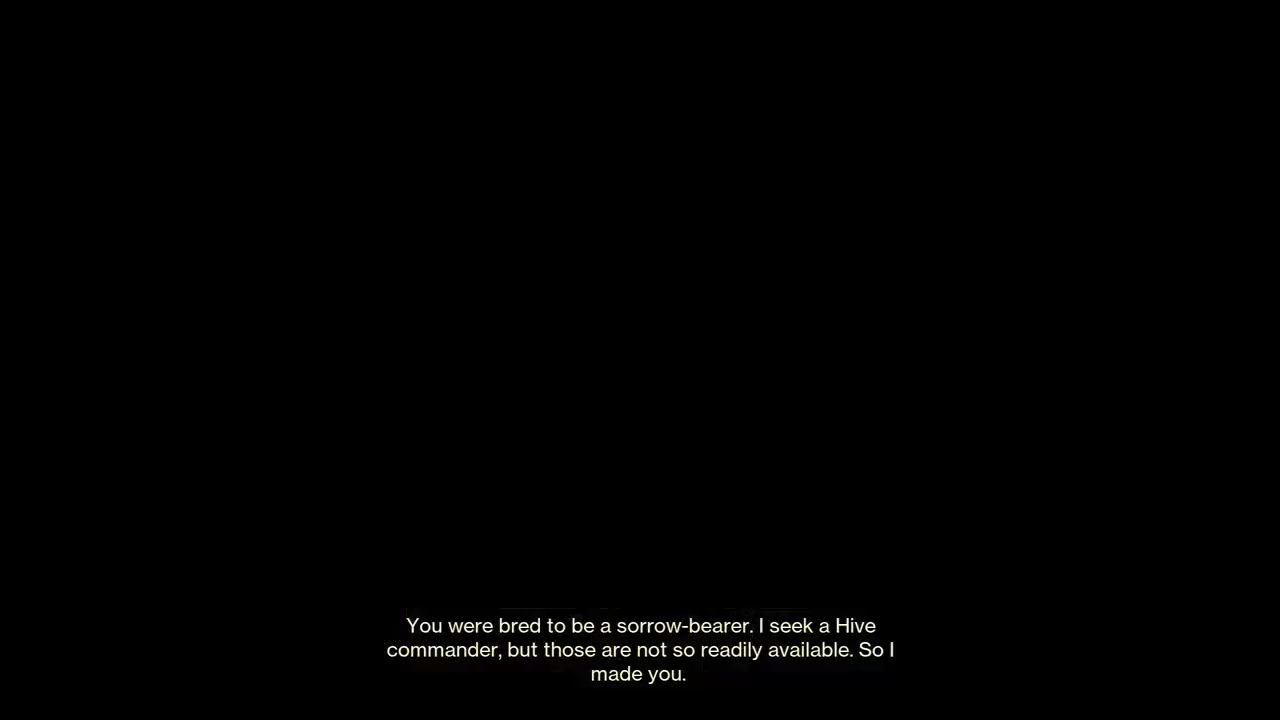 You were bred to be a sorrow-bearer. I seek a Hive
commander, but those are not so readily available. So I
made you.